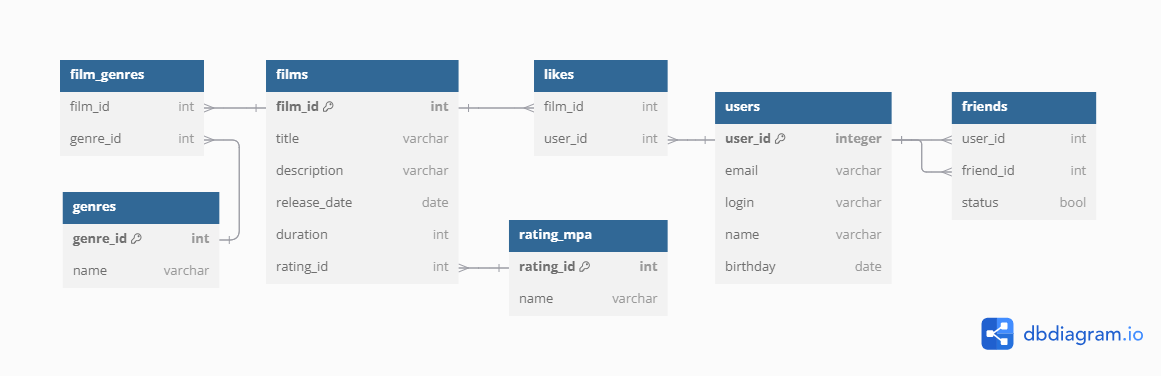 film_genres
film_id int
genre_id int
genres
genre_id int
name varchar
films
film_id int
title varchar
description varchar
release_date date
duration int
rating_id int
likes
film_id int
user_id int
rating_mpa
rating_id int
name varchar
users
user_id integer
email varchar
login varchar
name varchar
birthday date
friends
user_id int
friend_id int
status bool
dbdiagram.io